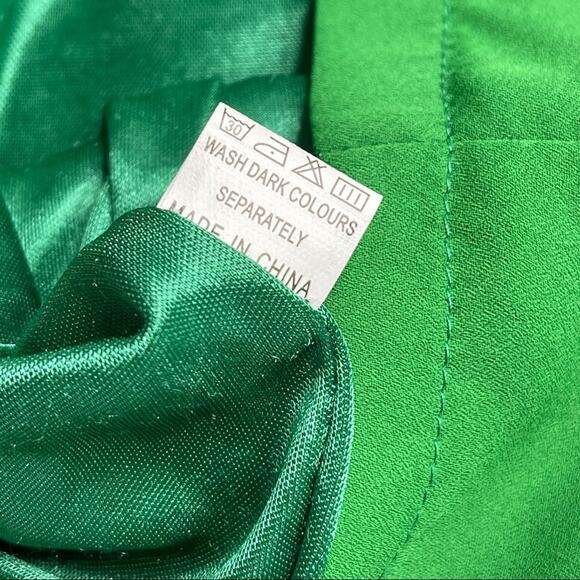 30
WASH DARK COLOURS
SEPARATELY
MADE IN CHINA